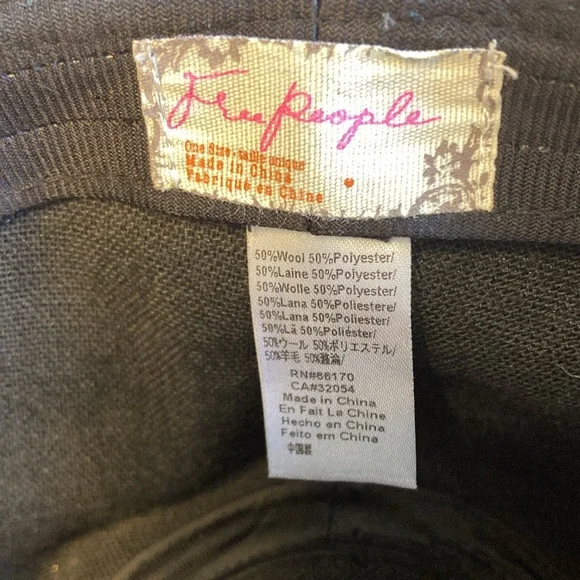 Free People
One Size, taille unique
Made in China
Fabriqué en Chine
50%Wool 50%Polyester/
50%Laine 50%Polyester/
50%Wolle 50%Polyester/
50%Lana 50%Poliestere/
50%Lana 50%Poliester/
50%Lã 50%Poliéster/
50%ウール 50%ポリエステル/
50%羊毛 50%滌淪/
RN#66170
CA#32054
Made in China
En Fait La Chine
Hecho en China
Feito em China
中国製